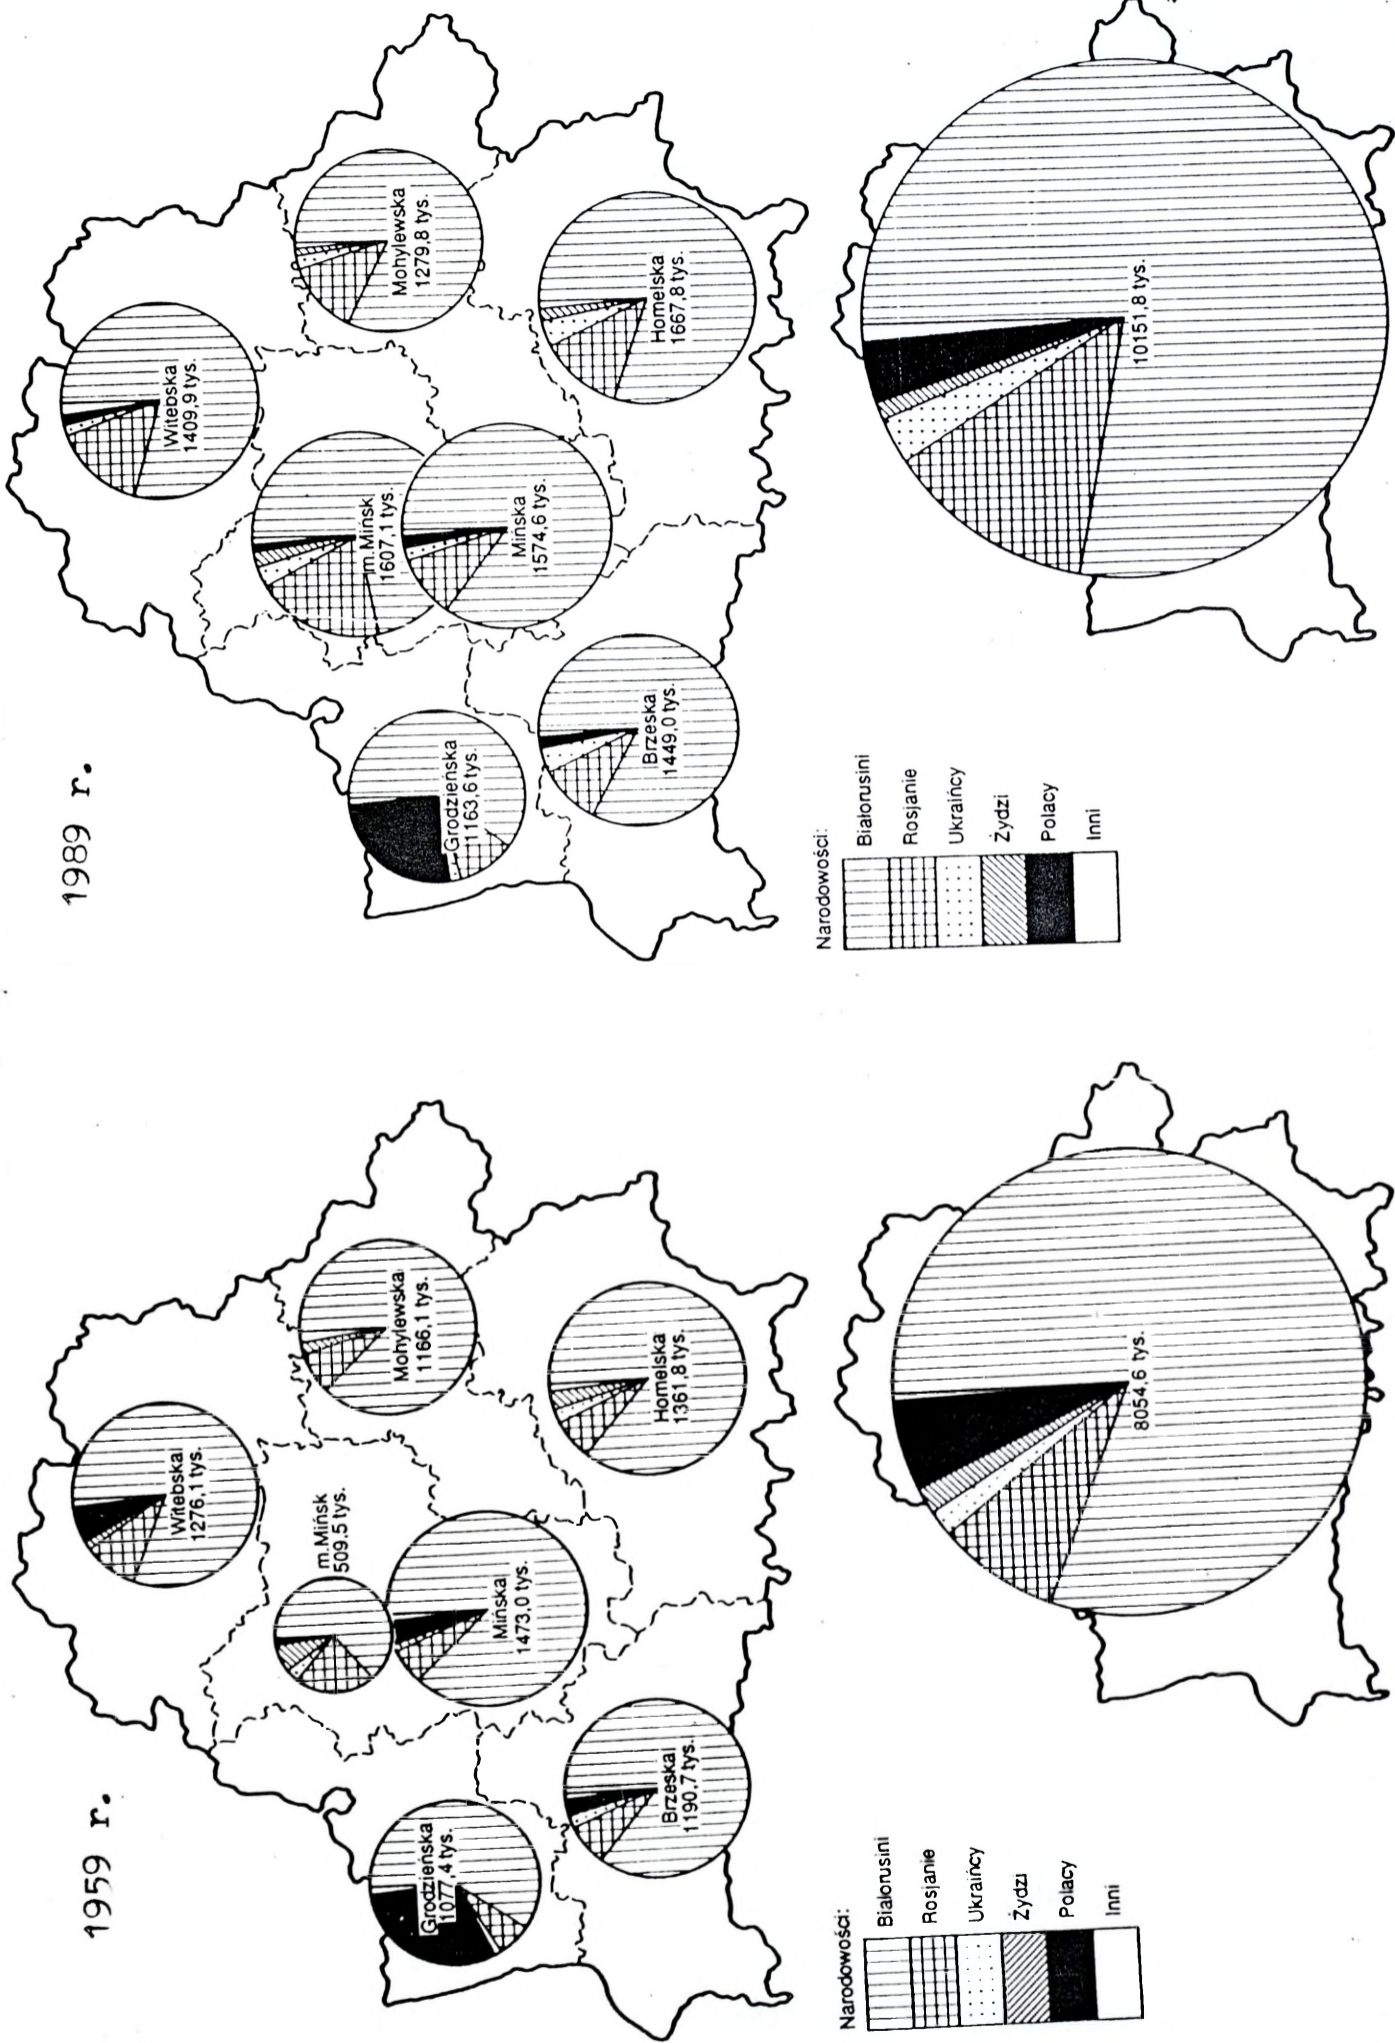 1959 r.
Witebska
1276,1 tys.
m.Mińsk
509.5 tys.
Mohylewska
1166,1 tys.
Grodzieńska
1077,4 tys.
Mińska
1473,0 tys.
Homelska
1361,8 tys.
Brzeska
1190,7 tys.
Narodowości:
Białorusini
Rosjanie
Ukraińcy
Żydzi
Polacy
Inni
8054,6 tys.
1989 r.
Witebska
1409,9 tys.
m.Mińsk
1607,1 tys.
Mohylewska
1279,8 tys.
Grodzieńska
1163,6 tys.
Mińska
1574,6 tys.
Homelska
1667,8 tys.
Brzeska
1449,0 tys.
Narodowości:
Białorusini
Rosjanie
Ukraińcy
Żydzi
Polacy
Inni
10151,8 tys.